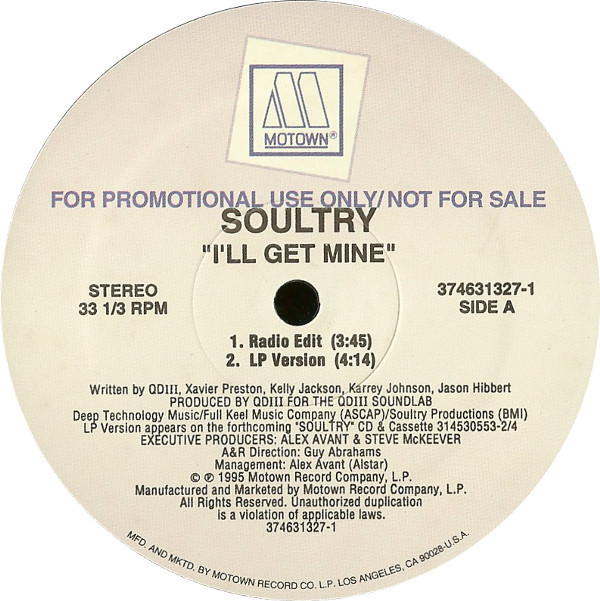 MOTOWN®
FOR PROMOTIONAL USE ONLY/NOT FOR SALE
SOULTRY
"I'LL GET MINE"
STEREO
33 1/3 RPM
374631327-1
SIDE A
1. Radio Edit (3:45)
2. LP Version (4:14)
Written by QDIII, Xavier Preston, Kelly Jackson, Karrey Johnson, Jason Hibbert
PRODUCED BY QDIII FOR THE QDIII SOUNDLAB
Deep Technology Music/Full Keel Music Company (ASCAP)/Soultry Productions (BMI)
LP Version appears on the forthcoming "SOULTRY" CD & Cassette 314530553-2/4
EXECUTIVE PRODUCERS: ALEX AVANT & STEVE McKEEVER
A&R Direction: Guy Abrahams
Management: Alex Avant (Alstar)
© ℗ 1995 Motown Record Company, L.P.
Manufactured and Marketed by Motown Record Company, L.P.
All Rights Reserved. Unauthorized duplication
is a violation of applicable laws.
374631327-1
MFD. AND MKTD. BY MOTOWN RECORD CO. L.P. LOS ANGELES, CA 90028-U.S.A.